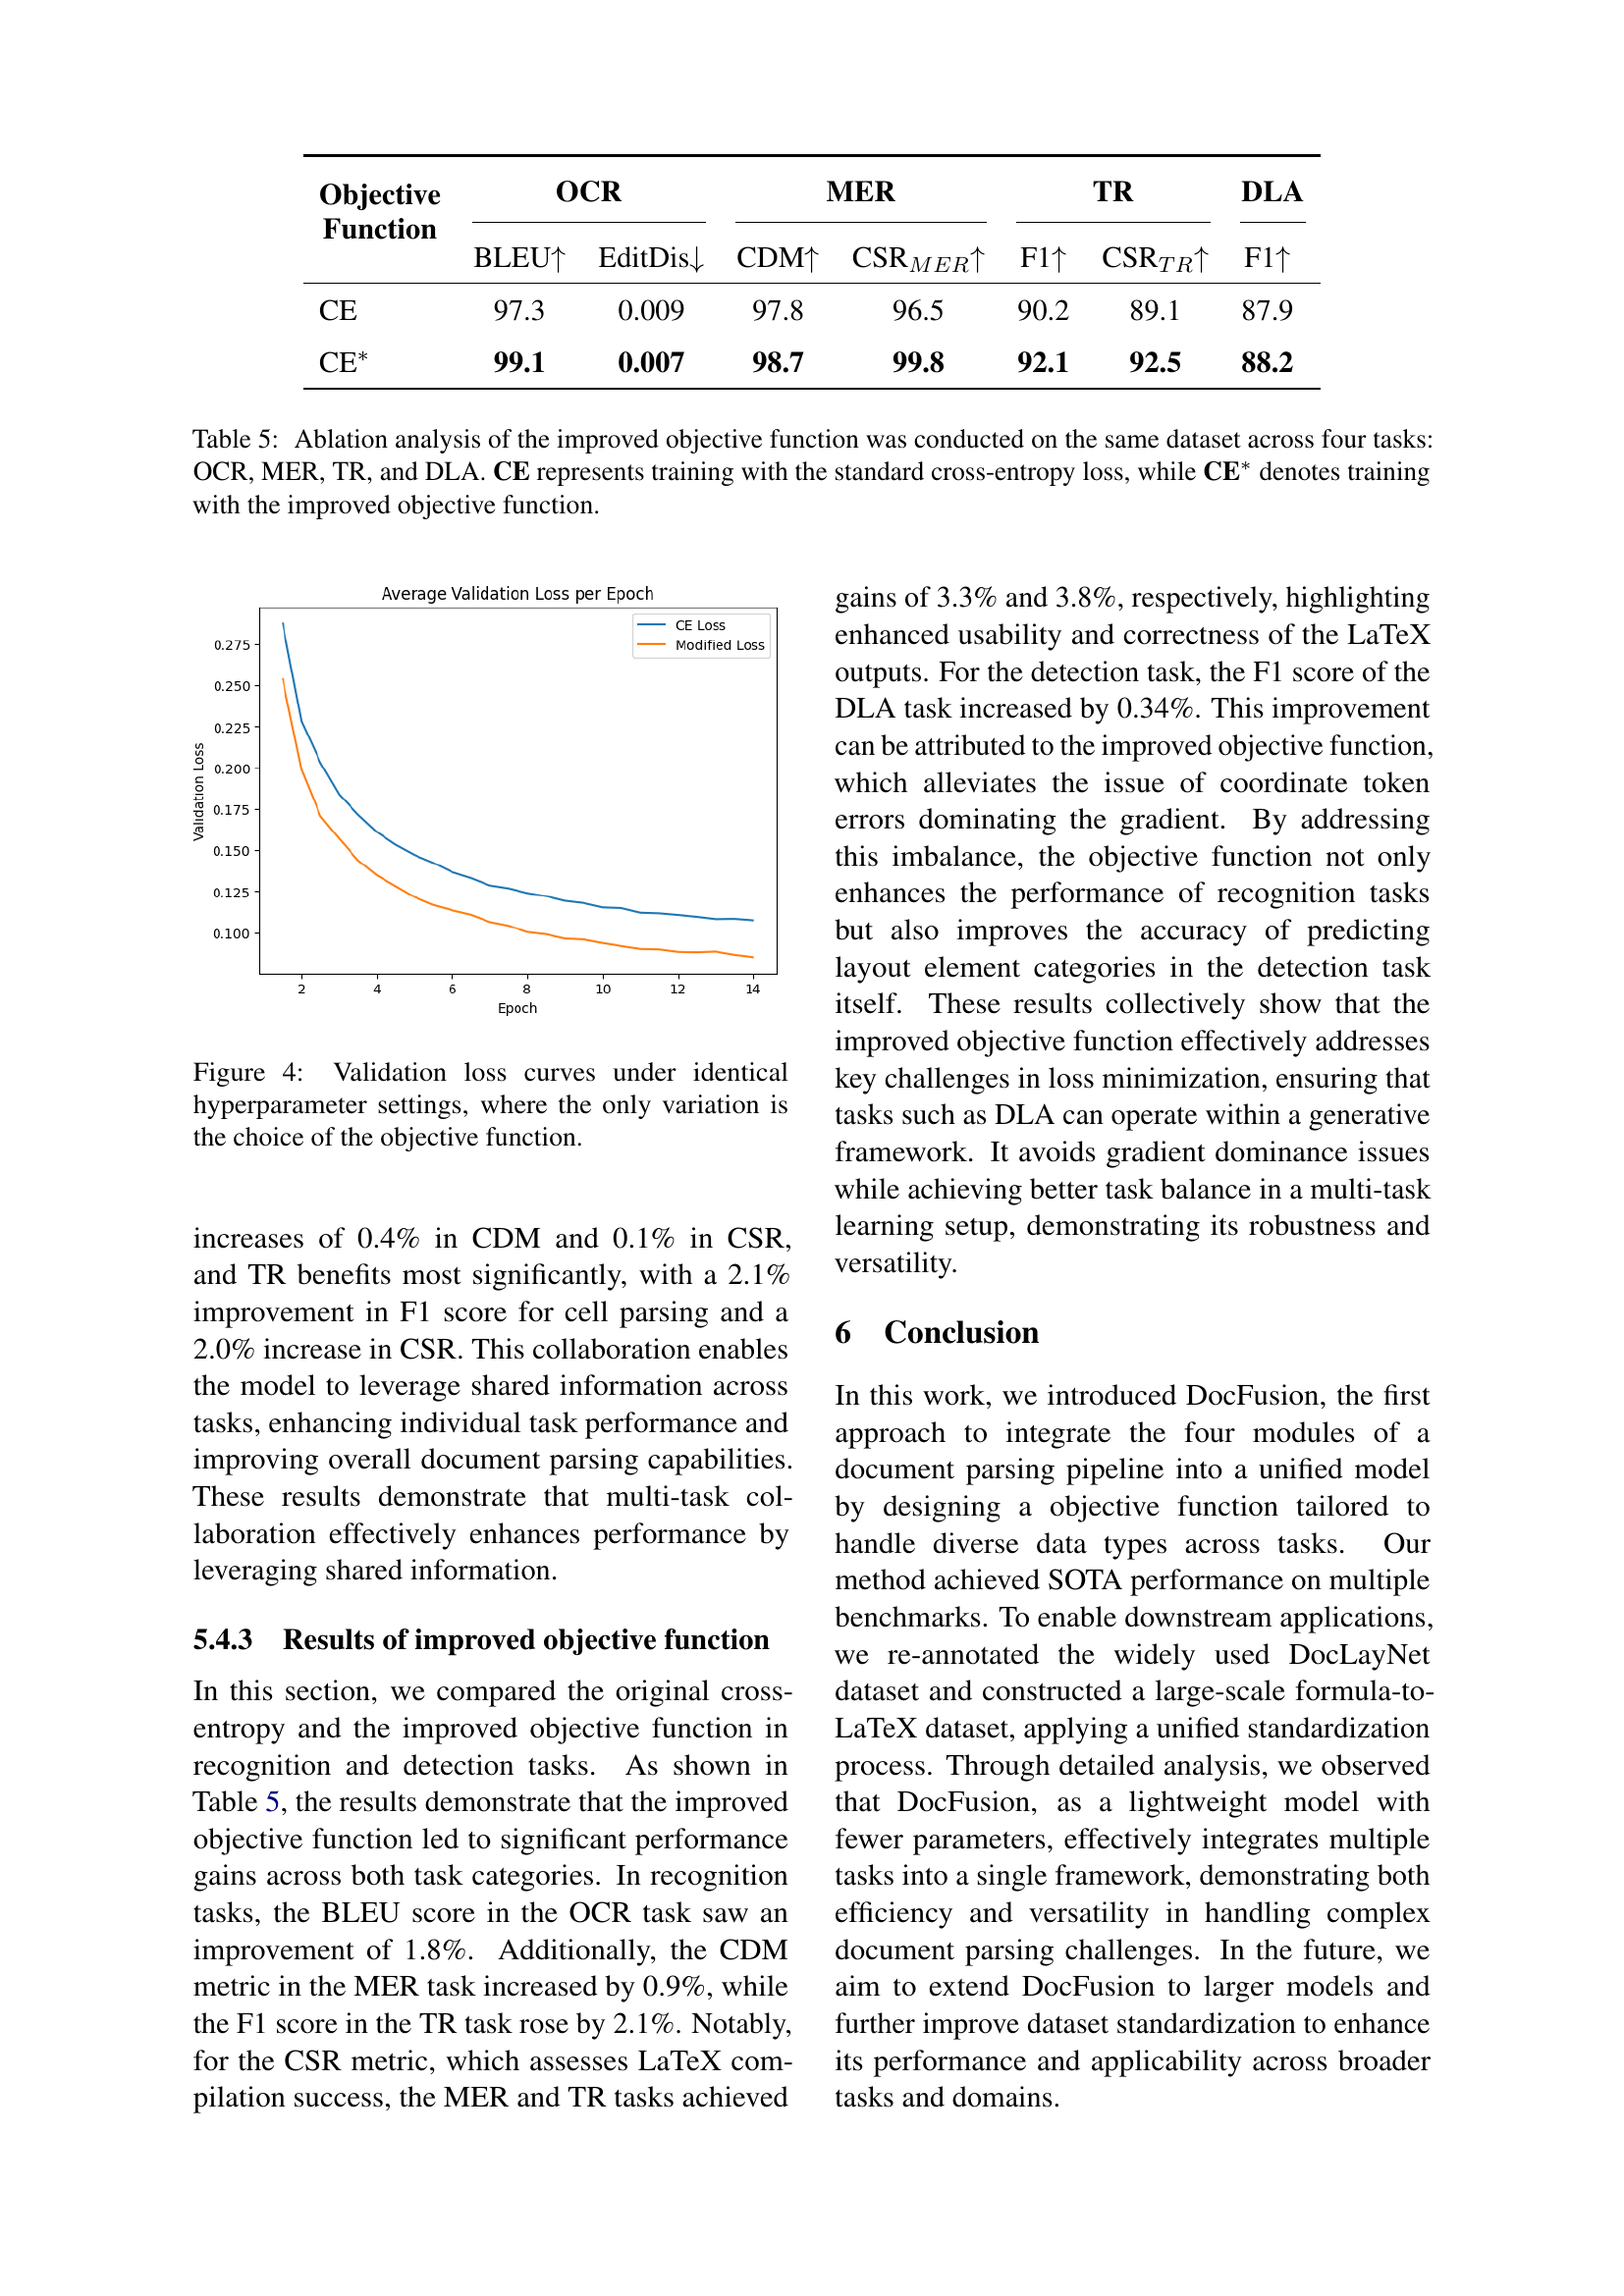 Objective Function OCR MER TR DLA
BLEU↑ EditDis↓ CDM↑ CSR_MER↑ F1↑ CSR_TR↑ F1↑
CE 97.3 0.009 97.8 96.5 90.2 89.1 87.9
CE* 99.1 0.007 98.7 99.8 92.1 92.5 88.2
Table 5: Ablation analysis of the improved objective function was conducted on the same dataset across four tasks:
OCR, MER, TR, and DLA. CE represents training with the standard cross-entropy loss, while CE* denotes training
with the improved objective function.
Average Validation Loss per Epoch
CE Loss
Modified Loss
0.275
0.250
0.225
0.200
0.175
0.150
0.125
0.100
Validation Loss
2 4 6 8 10 12 14
Epoch
Figure 4: Validation loss curves under identical
hyperparameter settings, where the only variation is
the choice of the objective function.
increases of 0.4% in CDM and 0.1% in CSR,
and TR benefits most significantly, with a 2.1%
improvement in F1 score for cell parsing and a
2.0% increase in CSR. This collaboration enables
the model to leverage shared information across
tasks, enhancing individual task performance and
improving overall document parsing capabilities.
These results demonstrate that multi-task col-
laboration effectively enhances performance by
leveraging shared information.
5.4.3 Results of improved objective function
In this section, we compared the original cross-
entropy and the improved objective function in
recognition and detection tasks. As shown in
Table 5, the results demonstrate that the improved
objective function led to significant performance
gains across both task categories. In recognition
tasks, the BLEU score in the OCR task saw an
improvement of 1.8%. Additionally, the CDM
metric in the MER task increased by 0.9%, while
the F1 score in the TR task rose by 2.1%. Notably,
for the CSR metric, which assesses LaTeX com-
pilation success, the MER and TR tasks achieved
gains of 3.3% and 3.8%, respectively, highlighting
enhanced usability and correctness of the LaTeX
outputs. For the detection task, the F1 score of the
DLA task increased by 0.34%. This improvement
can be attributed to the improved objective function,
which alleviates the issue of coordinate token
errors dominating the gradient. By addressing
this imbalance, the objective function not only
enhances the performance of recognition tasks
but also improves the accuracy of predicting
layout element categories in the detection task
itself. These results collectively show that the
improved objective function effectively addresses
key challenges in loss minimization, ensuring that
tasks such as DLA can operate within a generative
framework. It avoids gradient dominance issues
while achieving better task balance in a multi-task
learning setup, demonstrating its robustness and
versatility.
6 Conclusion
In this work, we introduced DocFusion, the first
approach to integrate the four modules of a
document parsing pipeline into a unified model
by designing a objective function tailored to
handle diverse data types across tasks. Our
method achieved SOTA performance on multiple
benchmarks. To enable downstream applications,
we re-annotated the widely used DocLayNet
dataset and constructed a large-scale formula-to-
LaTeX dataset, applying a unified standardization
process. Through detailed analysis, we observed
that DocFusion, as a lightweight model with
fewer parameters, effectively integrates multiple
tasks into a single framework, demonstrating both
efficiency and versatility in handling complex
document parsing challenges. In the future, we
aim to extend DocFusion to larger models and
further improve dataset standardization to enhance
its performance and applicability across broader
tasks and domains.